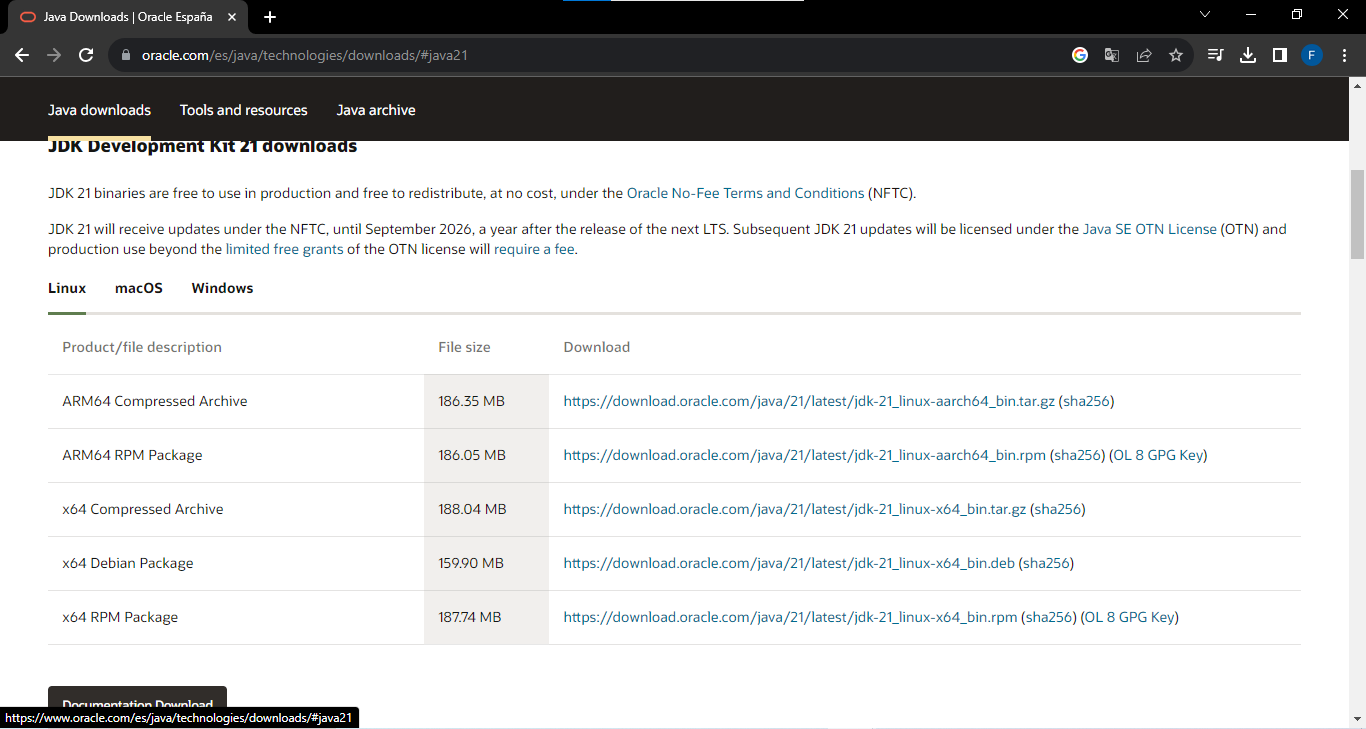 Java Downloads | Oracle España
oracle.com/es/java/technologies/downloads/#java21
F
Java downloads Tools and resources Java archive
JDK Development Kit 21 downloads
JDK 21 binaries are free to use in production and free to redistribute, at no cost, under the Oracle No-Fee Terms and Conditions (NFTC).
JDK 21 will receive updates under the NFTC, until September 2026, a year after the release of the next LTS. Subsequent JDK 21 updates will be licensed under the Java SE OTN License (OTN) and
production use beyond the limited free grants of the OTN license will require a fee.
Linux macOS Windows
Product/file description File size Download
ARM64 Compressed Archive 186.35 MB https://download.oracle.com/java/21/latest/jdk-21_linux-aarch64_bin.tar.gz (sha256)
ARM64 RPM Package 186.05 MB https://download.oracle.com/java/21/latest/jdk-21_linux-aarch64_bin.rpm (sha256) (OL 8 GPG Key)
x64 Compressed Archive 188.04 MB https://download.oracle.com/java/21/latest/jdk-21_linux-x64_bin.tar.gz (sha256)
x64 Debian Package 159.90 MB https://download.oracle.com/java/21/latest/jdk-21_linux-x64_bin.deb (sha256)
x64 RPM Package 187.74 MB https://download.oracle.com/java/21/latest/jdk-21_linux-x64_bin.rpm (sha256) (OL 8 GPG Key)
Documentation Download
https://www.oracle.com/es/java/technologies/downloads/#java21